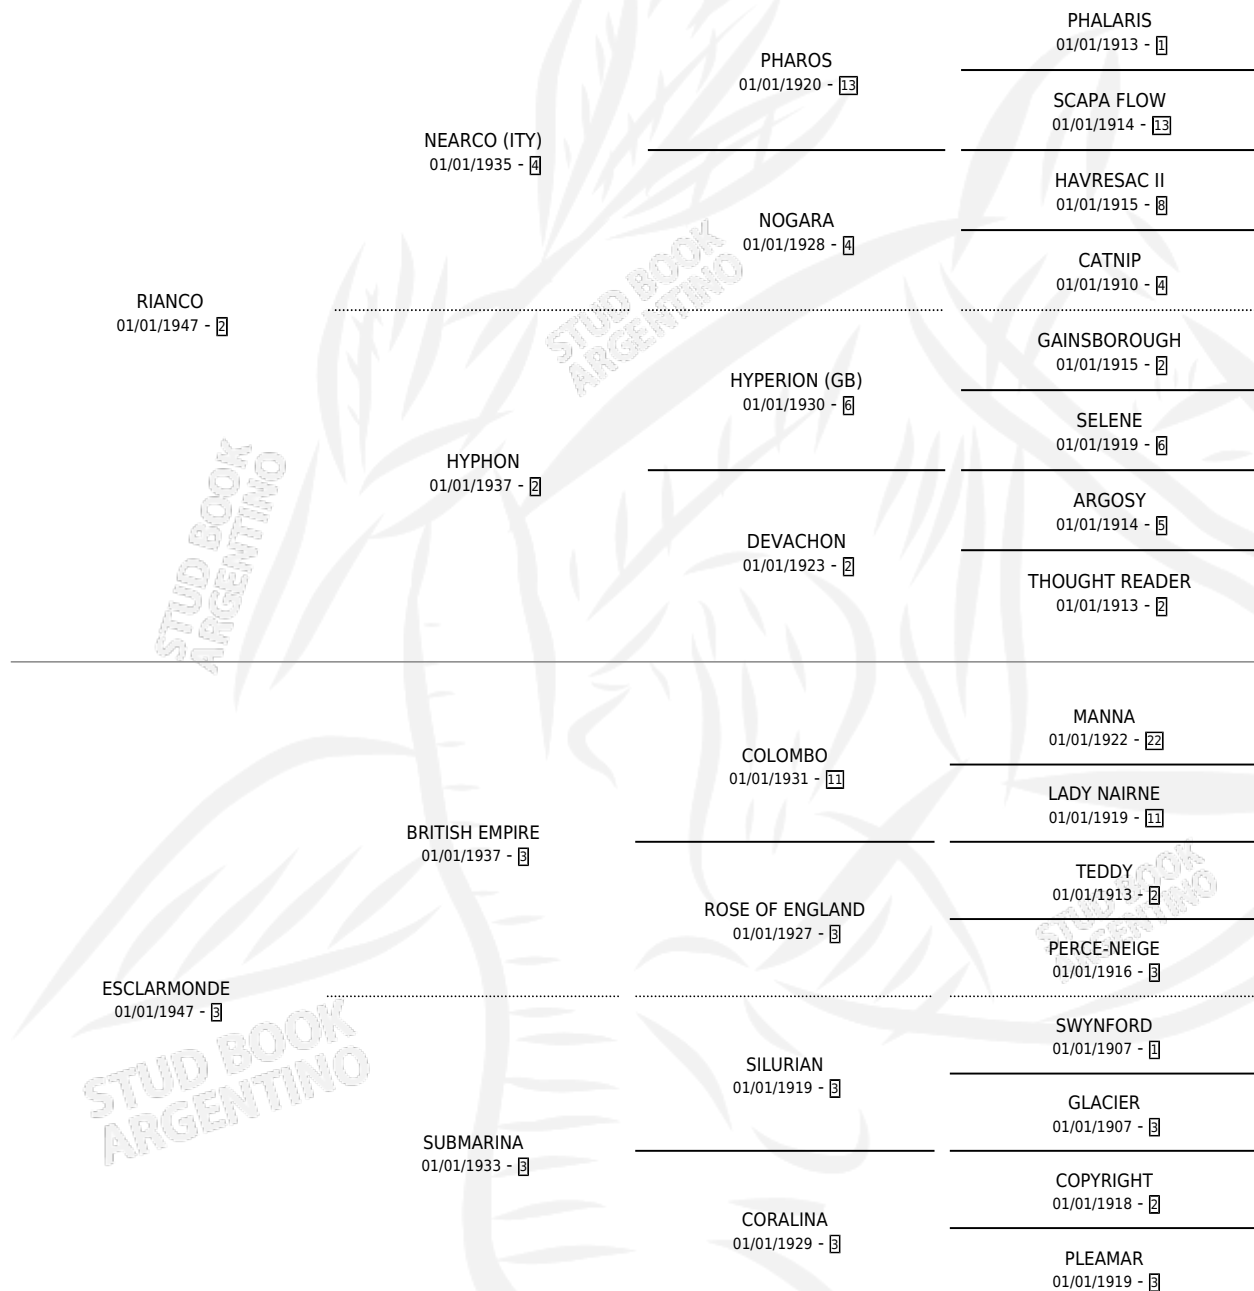 PHALARIS
01/01/1913 - 1
PHAROS
01/01/1920 - 13
SCAPA FLOW
01/01/1914 - 13
NEARCO (ITY)
01/01/1935 - 4
HAVRESAC II
01/01/1915 - 8
NOGARA
01/01/1928 - 4
CATNIP
01/01/1910 - 4
RIANCO
01/01/1947 - 2
STUD BOOK
ARGENTINO
GAINSBOROUGH
01/01/1915 - 2
HYPERION (GB)
01/01/1930 - 6
SELENE
01/01/1919 - 6
HYPHON
01/01/1937 - 2
ARGOSY
01/01/1914 - 5
DEVACHON
01/01/1923 - 2
THOUGHT READER
01/01/1913 - 2
STUD BOOK
ARGENTINO
MANNA
01/01/1922 - 22
COLOMBO
01/01/1931 - 11
LADY NAIRNE
01/01/1919 - 11
BRITISH EMPIRE
01/01/1937 - 3
TEDDY
01/01/1913 - 2
ROSE OF ENGLAND
01/01/1927 - 3
PERCE-NEIGE
01/01/1916 - 3
STUD BOOK
ARGENTINO
ESCLARMONDE
01/01/1947 - 3
SWYNFORD
01/01/1907 - 1
SILURIAN
01/01/1919 - 3
GLACIER
01/01/1907 - 3
STUD BOOK
ARGENTINO
SUBMARINA
01/01/1933 - 3
COPYRIGHT
01/01/1918 - 2
CORALINA
01/01/1929 - 3
PLEAMAR
01/01/1919 - 3